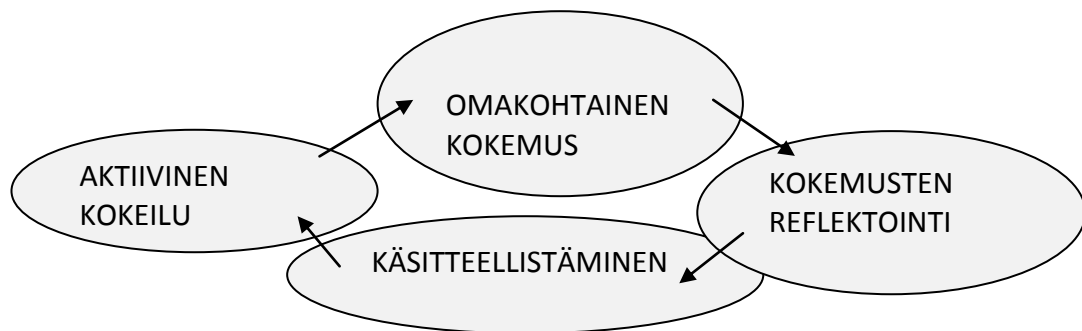 OMAKOHTAINEN
KOKEMUS
KOKEMUSTEN
REFLEKTOINTI
KÄSITTEELLISTÄMINEN
AKTIIVINEN
KOKEILU